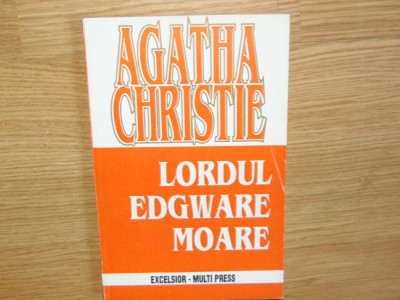 AGATHA
CHRISTIE
LORDUL
EDGWARE
MOARE
EXCELSIOR - MULTI PRESS